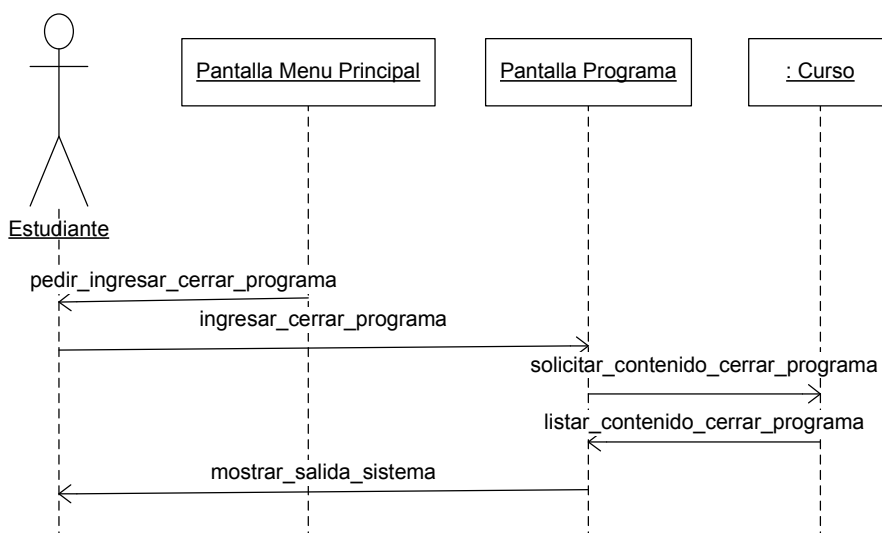 Pantalla Menu Principal
Pantalla Programa
: Curso
Estudiante
pedir_ingresar_cerrar_programa
ingresar_cerrar_programa
solicitar_contenido_cerrar_programa
listar_contenido_cerrar_programa
mostrar_salida_sistema